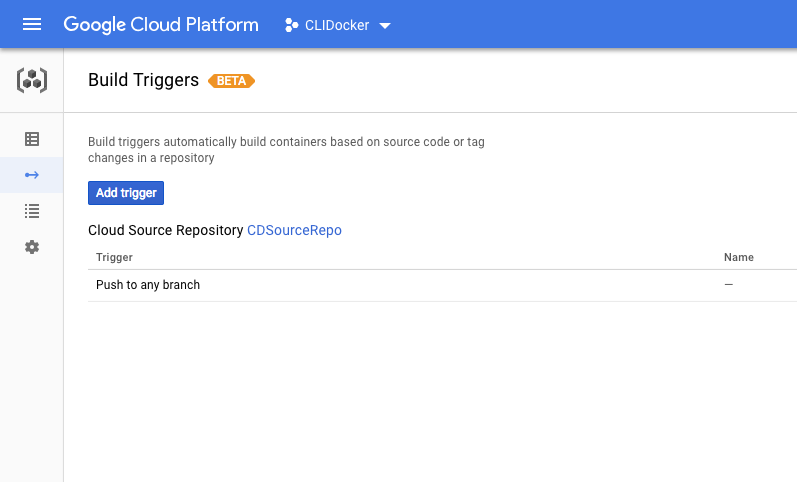 Google Cloud Platform CLIDocker
Build Triggers BETA
Build triggers automatically build containers based on source code or tag
changes in a repository
Add trigger
Cloud Source Repository CDSourceRepo
Trigger Name
Push to any branch —